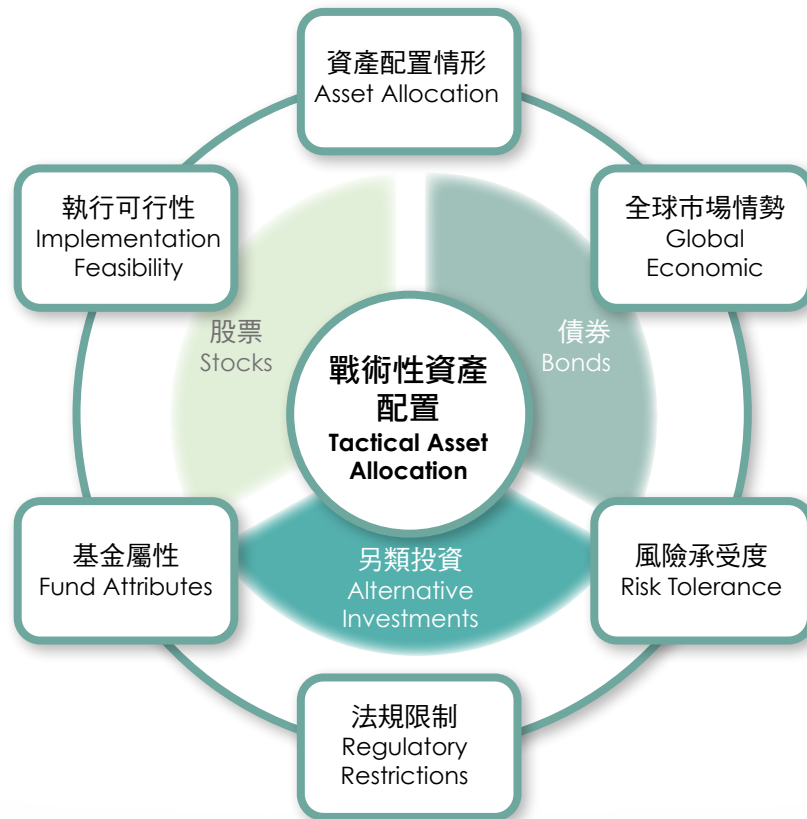 資產配置情形
Asset Allocation
執行可行性
Implementation
Feasibility
全球市場情勢
Global
Economic
股票
Stocks
債券
Bonds
戰術性資產
配置
Tactical Asset
Allocation
基金屬性
Fund Attributes
另類投資
Alternative
Investments
風險承受度
Risk Tolerance
法規限制
Regulatory
Restrictions